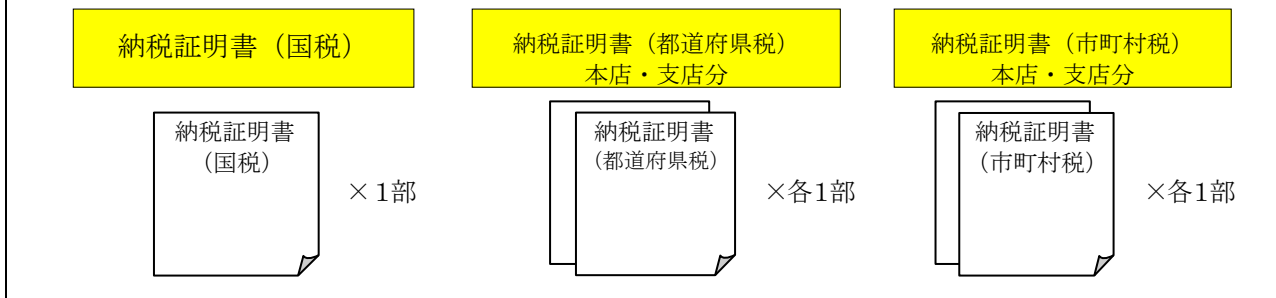 納税証明書（国税）
納税証明書（都道府県税）
本店・支店分
納税証明書（市町村税）
本店・支店分
納税証明書
（国税）
×1部
納税証明書
（都道府県税）
×各1部
納税証明書
（市町村税）
×各1部